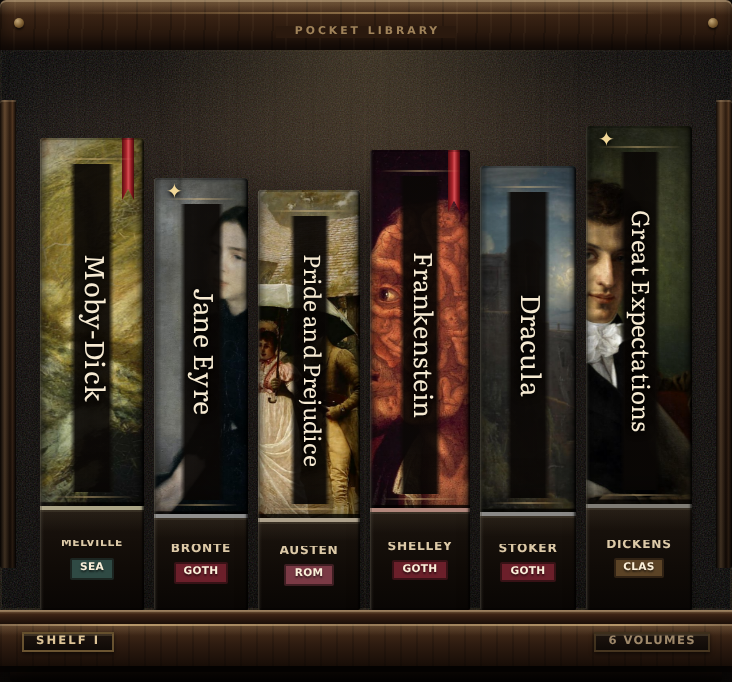 POCKET LIBRARY
Moby-Dick
MELVILLE
SEA
Jane Eyre
BRONTE
GOTH
Pride and Prejudice
AUSTEN
ROM
Frankenstein
SHELLEY
GOTH
Dracula
STOKER
GOTH
Great Expectations
DICKENS
CLAS
SHELF I
6 VOLUMES